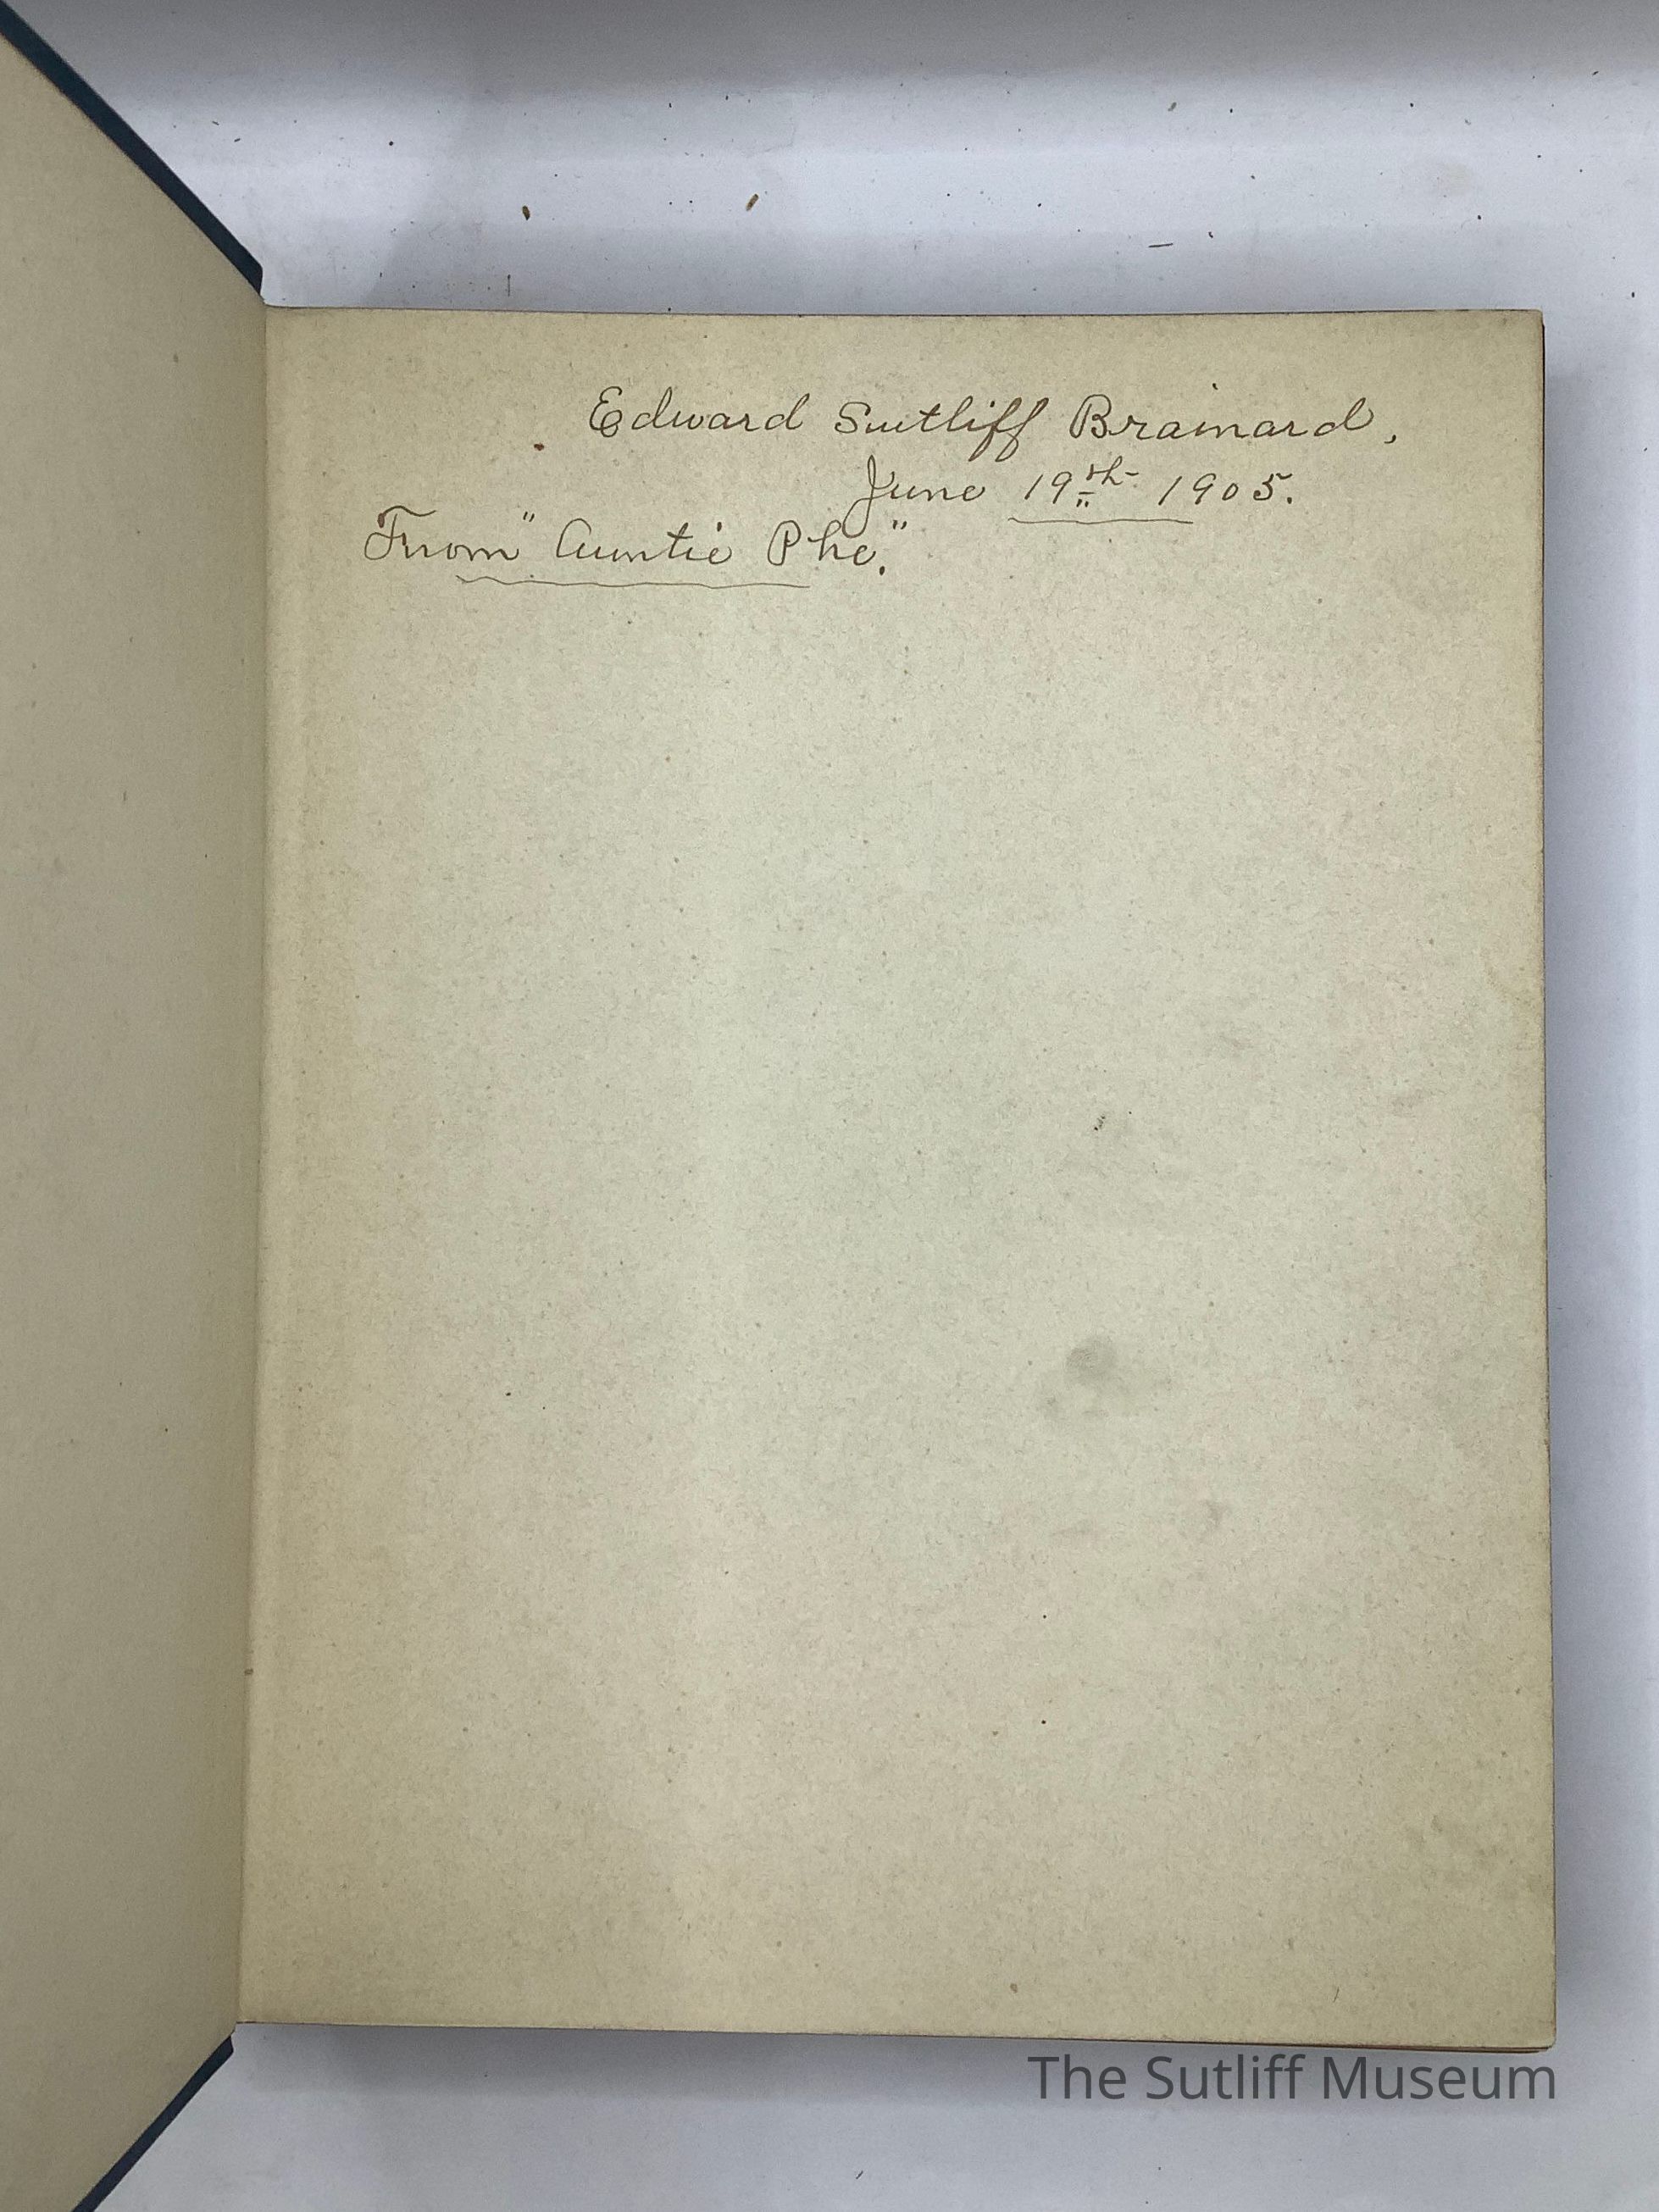 Edward Sutliff Brainard,
June 19th 1905.
From "Auntie Phe."
The Sutliff Museum